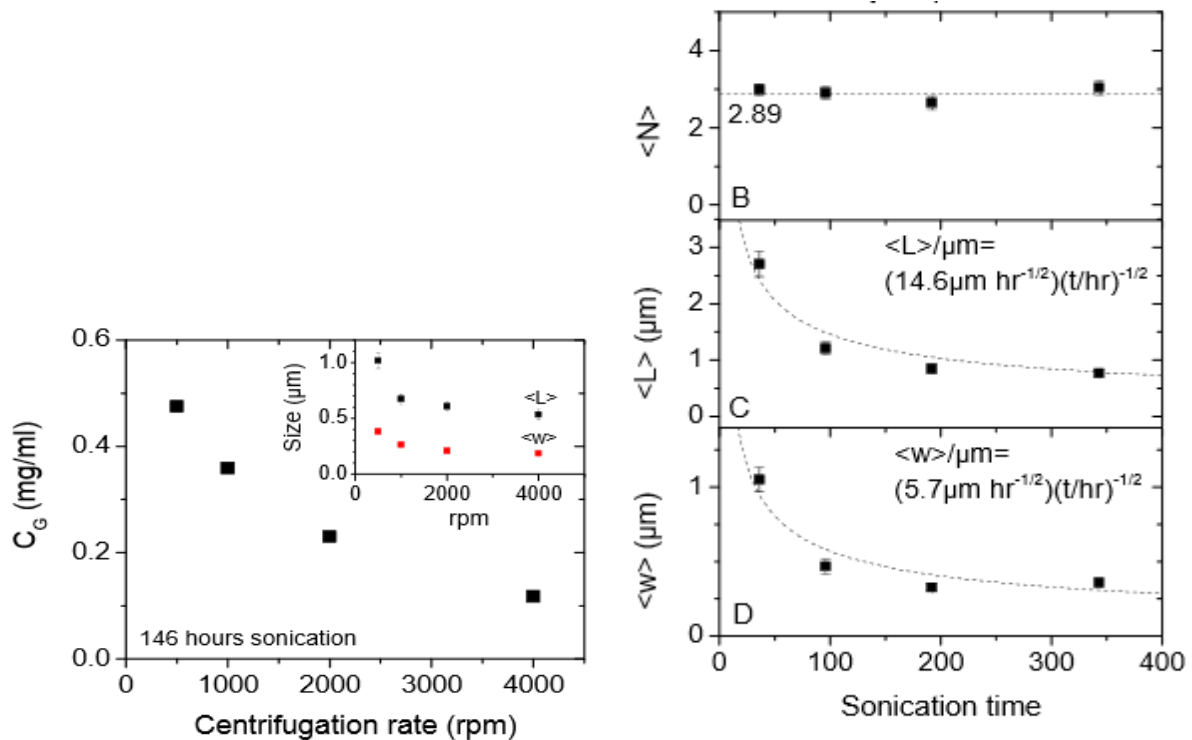 0.6
0.4
0.2
0.0
C_G (mg/ml)
146 hours sonication
0 1000 2000 3000 4000
Centrifugation rate (rpm)
1.0
0.5
0.0
Size (µm)
<L>
<w>
0 2000 4000
rpm
4
2
0
<N>
2.89
B
3
2
1
0
<L> (µm)
<L>/µm=
(14.6µm hr^-1/2)(t/hr)^-1/2
C
1
0
<w> (µm)
<w>/µm=
(5.7µm hr^-1/2)(t/hr)^-1/2
D
0 100 200 300 400
Sonication time